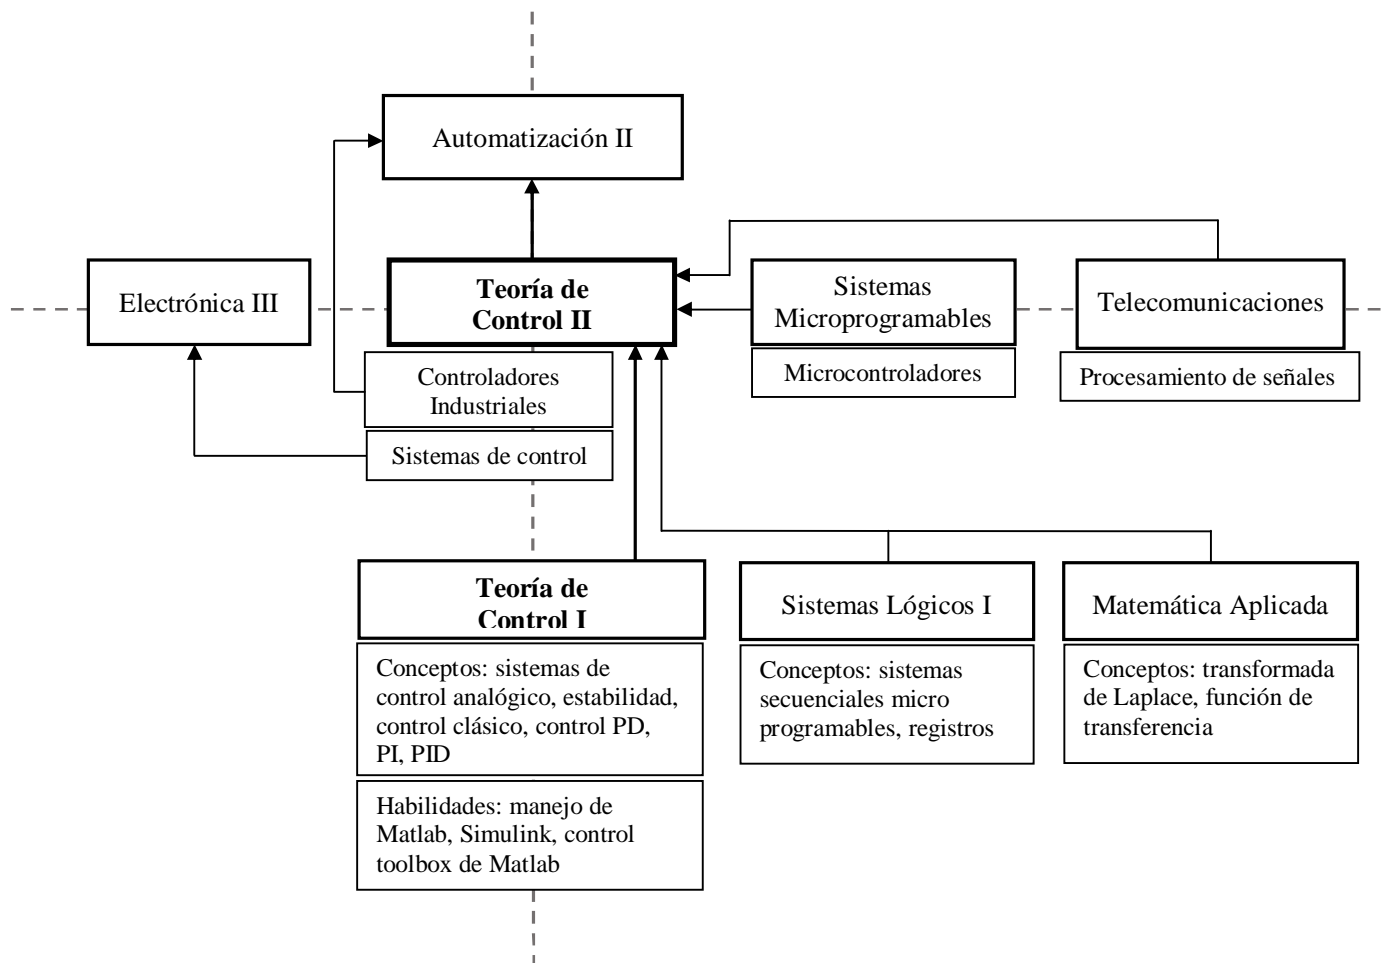 Automatización II
Electrónica III
Teoría de
Control II
Sistemas
Microprogramables
Telecomunicaciones
Controladores
Industriales
Microcontroladores
Procesamiento de señales
Sistemas de control
Teoría de
Control I
Sistemas Lógicos I
Matemática Aplicada
Conceptos: sistemas de
control analógico, estabilidad,
control clásico, control PD,
PI, PID
Conceptos: sistemas
secuenciales micro
programables, registros
Conceptos: transformada
de Laplace, función de
transferencia
Habilidades: manejo de
Matlab, Simulink, control
toolbox de Matlab